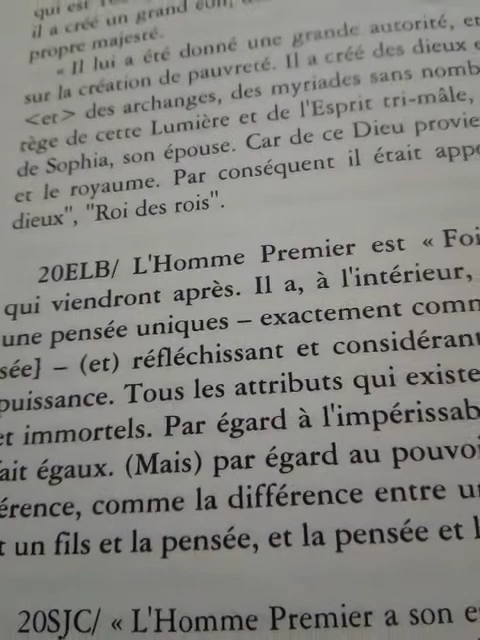 qui est
il a créé un grand éon,
propre majesté.
« Il lui a été donné une grande autorité, et
sur la création de pauvreté. Il a créé des dieux e
<et> des archanges, des myriades sans nomb
tège de cette Lumière et de l'Esprit tri-mâle,
de Sophia, son épouse. Car de ce Dieu provie
et le royaume. Par conséquent il était appe
dieux", "Roi des rois".
20ELB/ L'Homme Premier est « Foi
qui viendront après. Il a, à l'intérieur,
une pensée uniques – exactement comm
sée] – (et) réfléchissant et considérant
puissance. Tous les attributs qui existe
et immortels. Par égard à l'impérissab
ait égaux. (Mais) par égard au pouvoi
érence, comme la différence entre un
t un fils et la pensée, et la pensée et l
20SJC/ « L'Homme Premier a son e